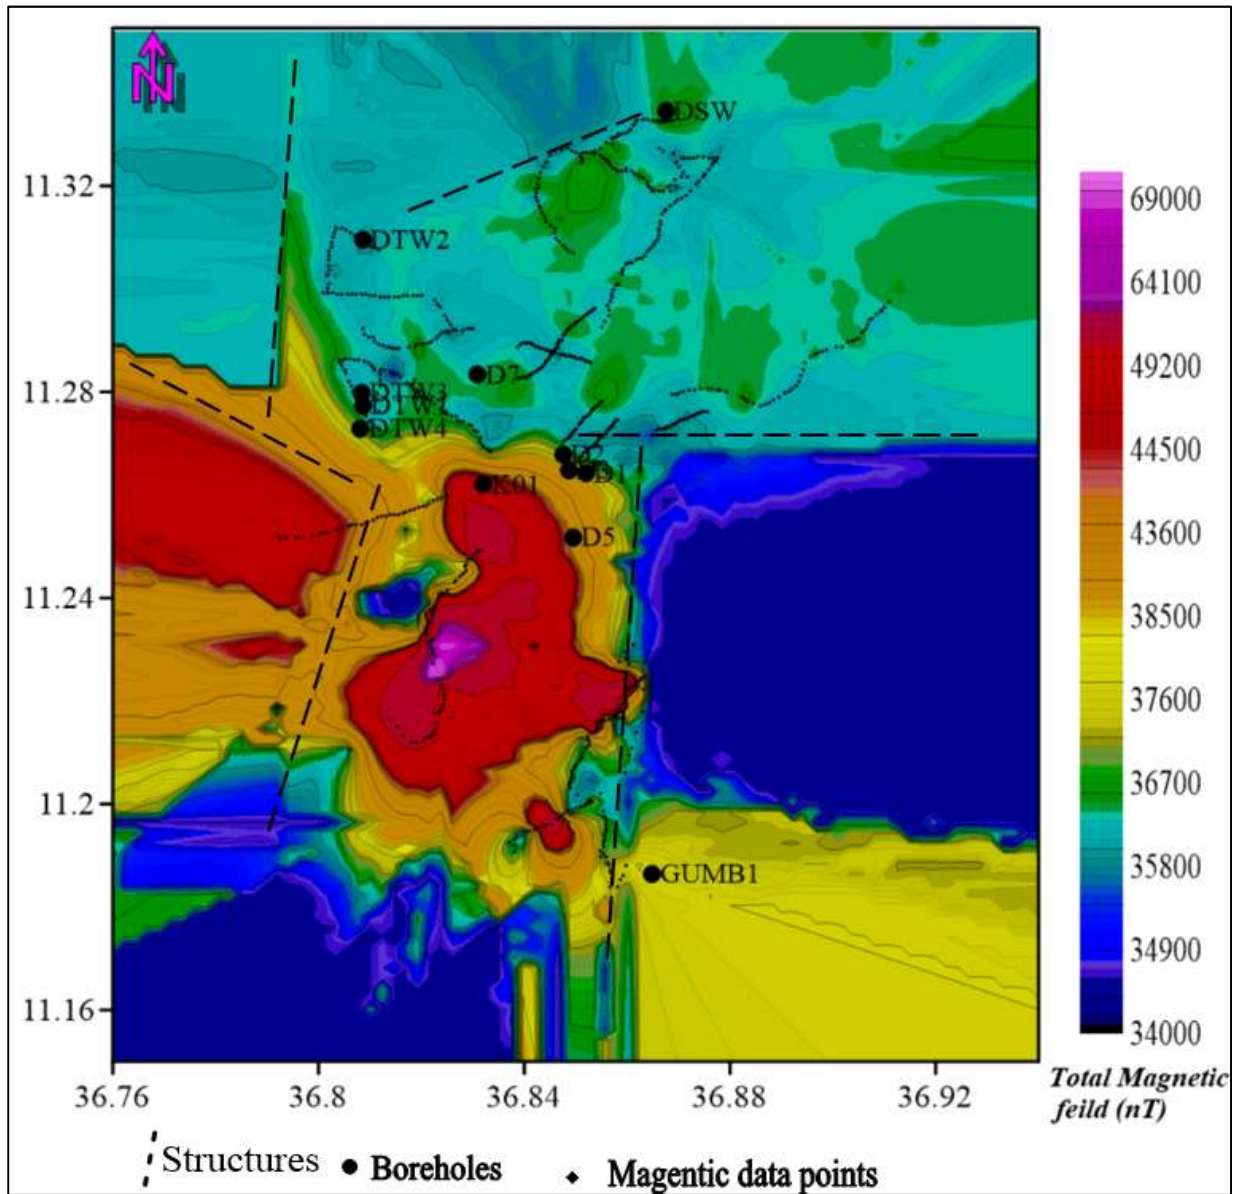 N
DSW
11.32
69000
DTW2
64100
49200
D7
11.28
DTW3
DTW4
44500
D1
K01
43600
D5
11.24
38500
37600
36700
11.2
35800
GUMB1
34900
11.16
34000
36.76 36.8 36.84 36.88 36.92
Total Magnetic
feild (nT)
Structures Boreholes Magentic data points